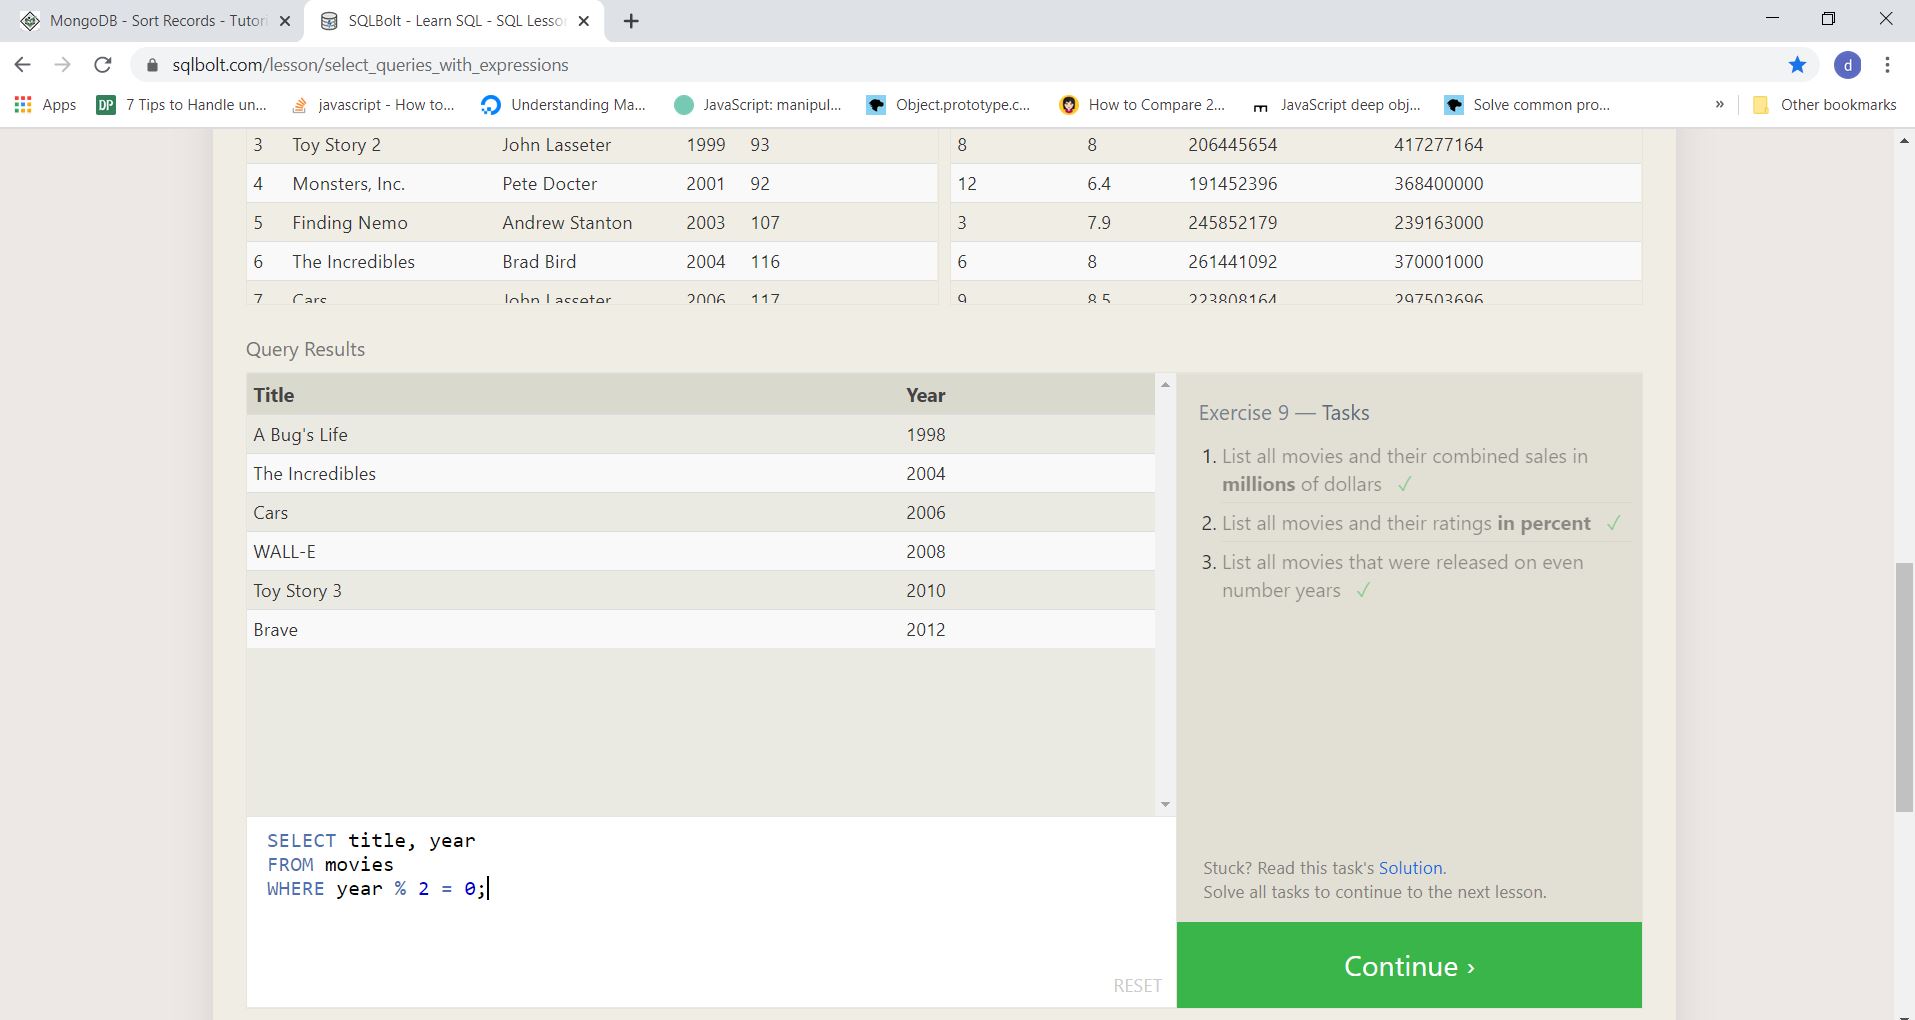 MongoDB - Sort Records - Tutori
SQLBolt - Learn SQL - SQL Lesso
sqlbolt.com/lesson/select_queries_with_expressions
d
Apps
DP 7 Tips to Handle un...
javascript - How to...
Understanding Ma...
JavaScript: manipul...
Object.prototype.c...
How to Compare 2...
JavaScript deep obj...
Solve common pro...
»
Other bookmarks
3 Toy Story 2 John Lasseter 1999 93
4 Monsters, Inc. Pete Docter 2001 92
5 Finding Nemo Andrew Stanton 2003 107
6 The Incredibles Brad Bird 2004 116
7 Cars John Lasseter 2006 117
8 8 206445654 417277164
12 6.4 191452396 368400000
3 7.9 245852179 239163000
6 8 261441092 370001000
9 8.5 223808164 297503696
Query Results
Title Year
A Bug's Life 1998
The Incredibles 2004
Cars 2006
WALL-E 2008
Toy Story 3 2010
Brave 2012
SELECT title, year
FROM movies
WHERE year % 2 = 0;
RESET
Exercise 9 — Tasks
1. List all movies and their combined sales in
millions of dollars ✓
2. List all movies and their ratings in percent ✓
3. List all movies that were released on even
number years ✓
Stuck? Read this task's Solution.
Solve all tasks to continue to the next lesson.
Continue ›